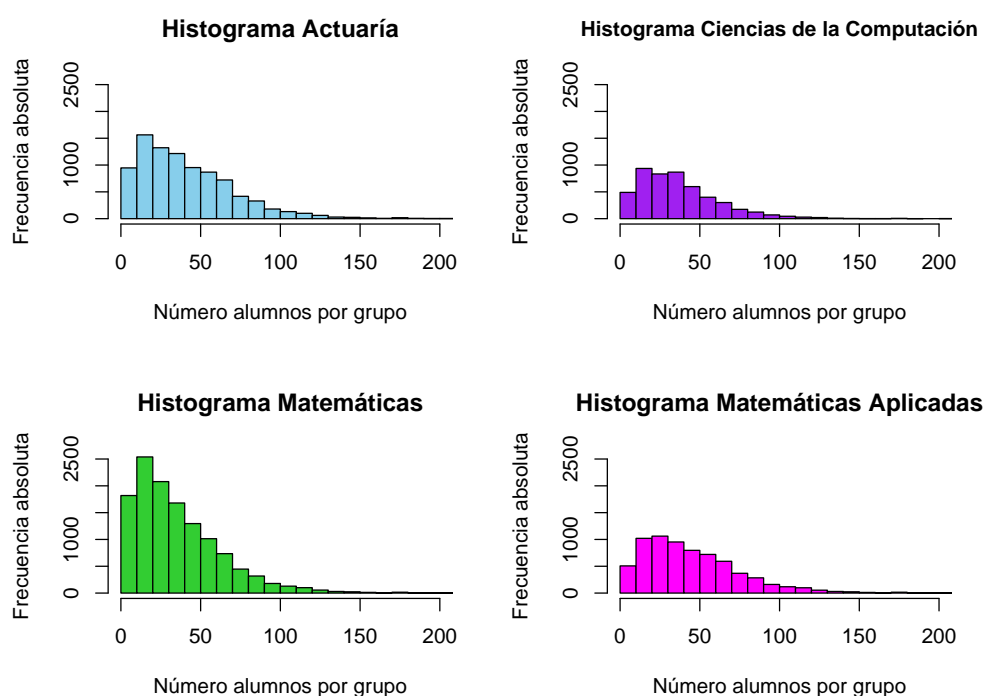 Histograma Actuaría
Frecuencia absoluta
0 1000 2500
0 50 100 150 200
Número alumnos por grupo
Histograma Ciencias de la Computación
Frecuencia absoluta
0 1000 2500
0 50 100 150 200
Número alumnos por grupo
Histograma Matemáticas
Frecuencia absoluta
0 1000 2500
0 50 100 150 200
Número alumnos por grupo
Histograma Matemáticas Aplicadas
Frecuencia absoluta
0 1000 2500
0 50 100 150 200
Número alumnos por grupo